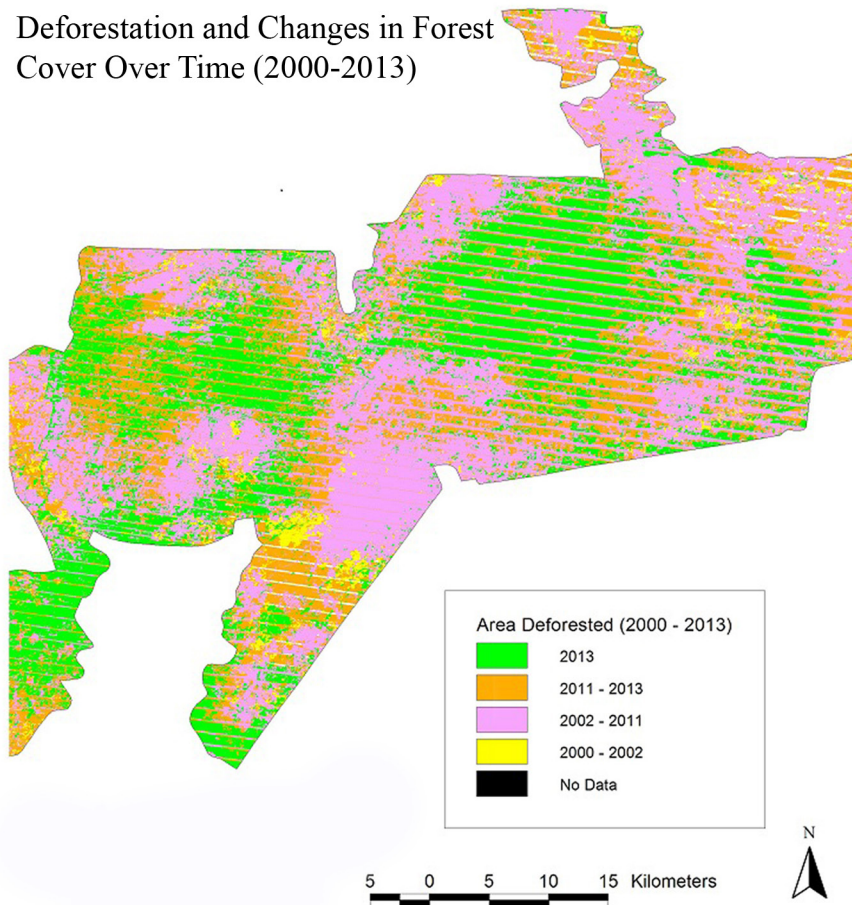 Deforestation and Changes in Forest
Cover Over Time (2000-2013)
Area Deforested (2000 - 2013)
2013
2011 - 2013
2002 - 2011
2000 - 2002
No Data
N
5 0 5 10 15 Kilometers